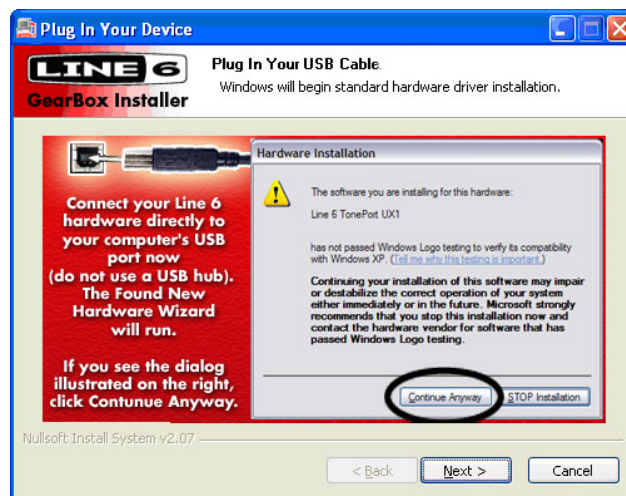 Plug In Your Device
LINE 6
GearBox Installer
Plug In Your USB Cable
Windows will begin standard hardware driver installation.
Connect your Line 6
hardware directly to
your computer's USB
port now
(do not use a USB hub).
The Found New
Hardware Wizard
will run.
If you see the dialog
illustrated on the right,
click Contunue Anyway.
Hardware Installation
The software you are installing for this hardware:
Line 6 TonePort UX1
has not passed Windows Logo testing to verify its compatibility
with Windows XP. (Tell me why this testing is important.)
Continuing your installation of this software may impair
or destabilize the correct operation of your system
either immediately or in the future. Microsoft strongly
recommends that you stop this installation now and
contact the hardware vendor for software that has
passed Windows Logo testing.
Continue Anyway
STOP Installation
Nullsoft Install System v2.07
< Back
Next >
Cancel